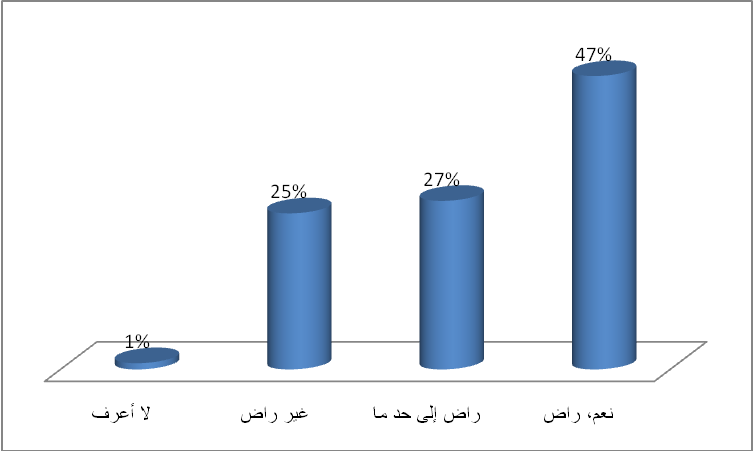 47%
27%
25%
1%
نعم، راض
راض إلى حد ما
غير راض
لا أعرف